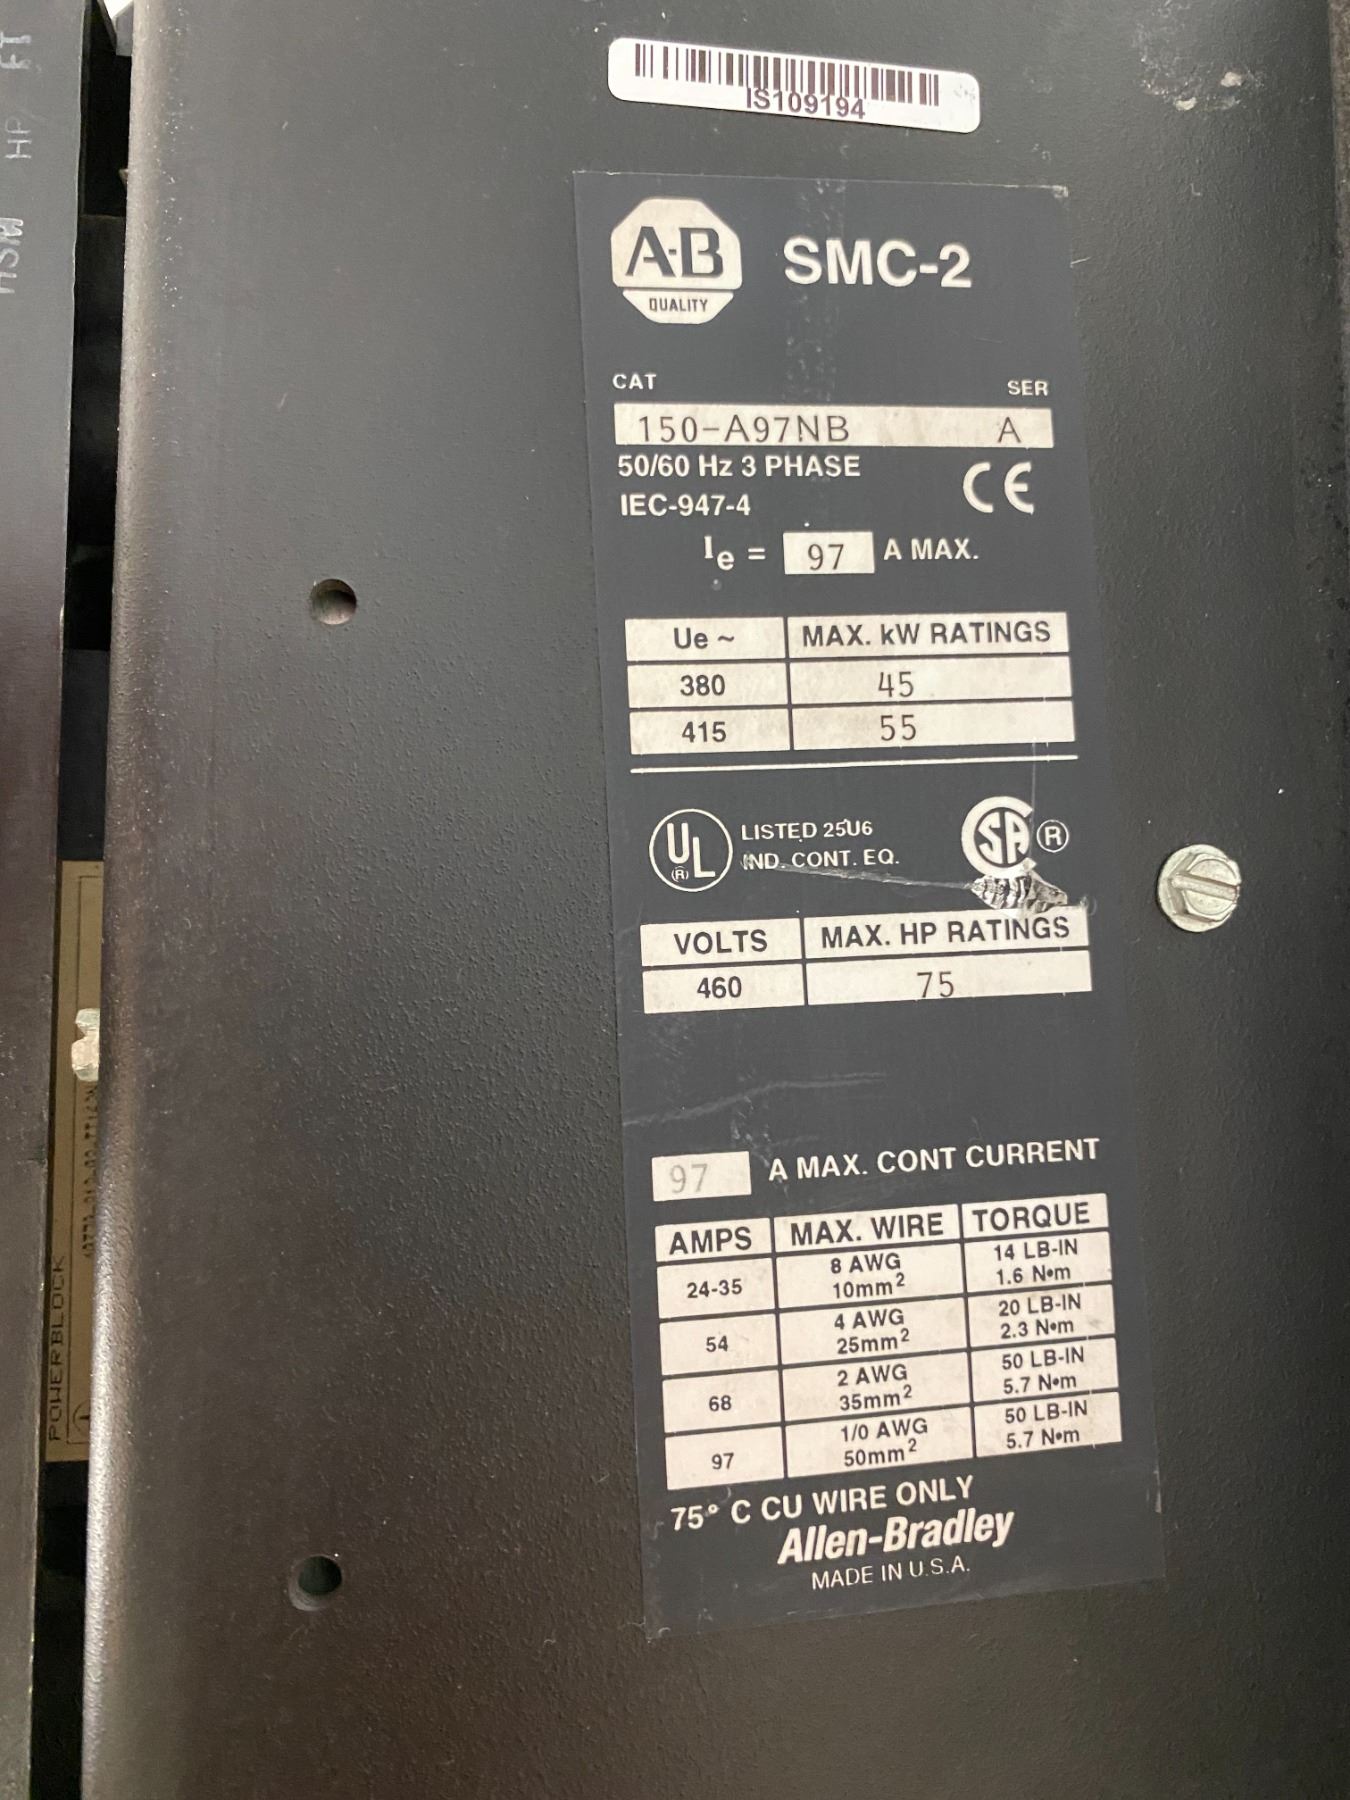 IS109194
A-B
QUALITY
SMC-2
CAT SER
150-A97NB A
50/60 Hz 3 PHASE
IEC-947-4
CE
Ie = 97 A MAX.
Ue ~ MAX. kW RATINGS
380 45
415 55
UL (R) LISTED 25U6
IND. CONT. EQ.
SA (R)
VOLTS MAX. HP RATINGS
460 75
97 A MAX. CONT CURRENT
AMPS MAX. WIRE TORQUE
24-35 8 AWG 10mm² 14 LB-IN 1.6 N•m
54 4 AWG 25mm² 20 LB-IN 2.3 N•m
68 2 AWG 35mm² 50 LB-IN 5.7 N•m
97 1/0 AWG 50mm² 50 LB-IN 5.7 N•m
75° C CU WIRE ONLY
Allen-Bradley
MADE IN U.S.A.
HP
POWERBLOCK